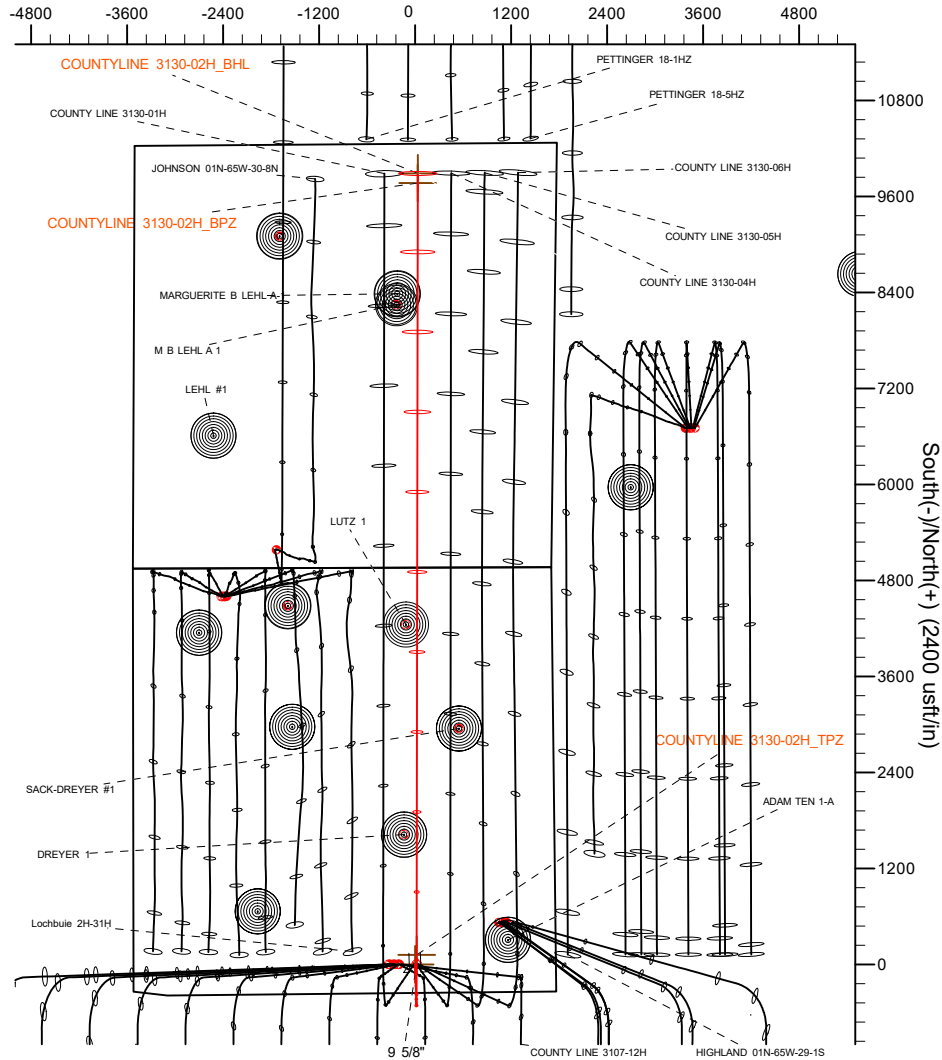 -4800 -3600 -2400 -1200 0 1200 2400 3600 4800
COUNTYLINE 3130-02H_BHL
PETTINGER 18-1HZ
PETTINGER 18-5HZ
10800
COUNTY LINE 3130-01H
JOHNSON 01N-65W-30-8N
COUNTY LINE 3130-06H
9600
COUNTYLINE 3130-02H_BPZ
COUNTY LINE 3130-05H
COUNTY LINE 3130-04H
MARGUERITE B LEHL A
8400
M B LEHL A 1
LEHL #1
7200
LUTZ 1
6000
South(-)/North(+) (2400 usft/in)
4800
3600
COUNTYLINE 3130-02H_TPZ
SACK-DREYER #1
2400
ADAM TEN 1-A
DREYER 1
1200
Lochbuie 2H-31H
0
9 5/8"
COUNTY LINE 3107-12H
HIGHLAND 01N-65W-29-1S